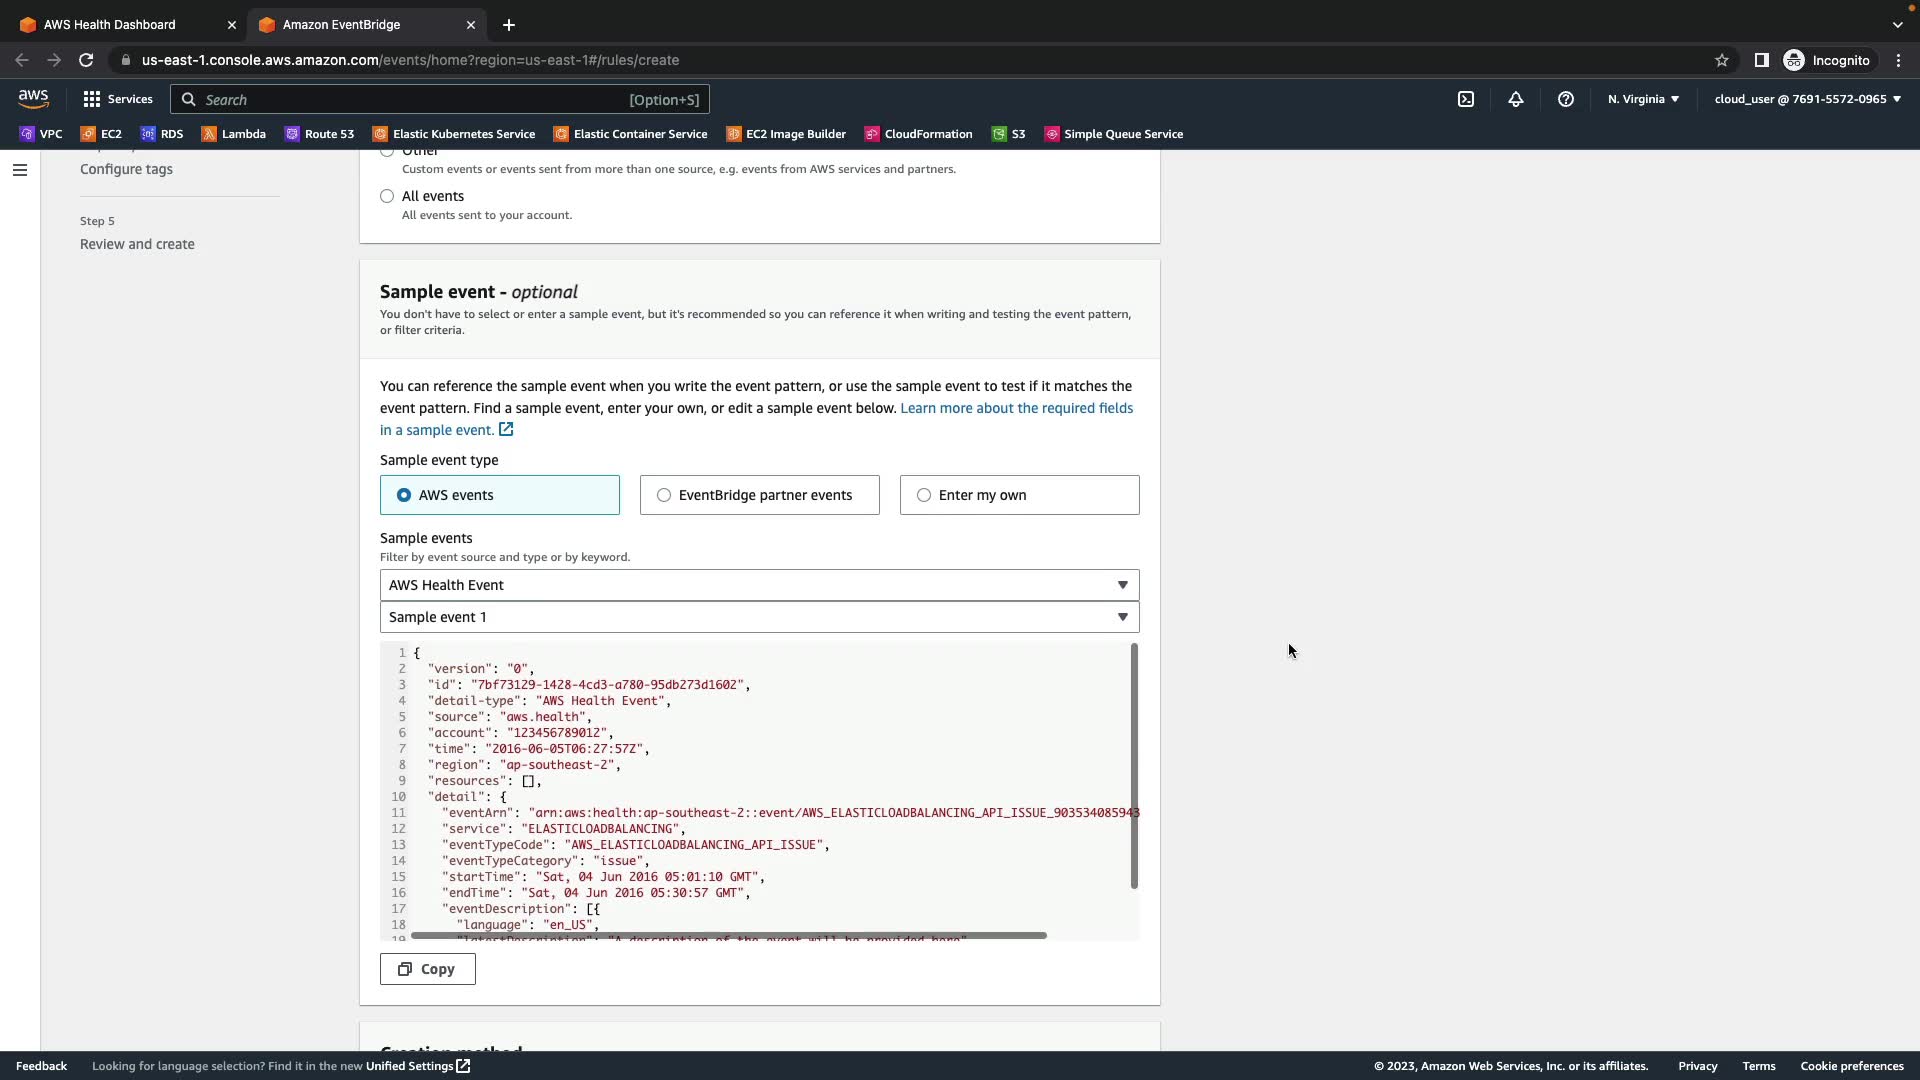 AWS Health Dashboard
Amazon EventBridge
us-east-1.console.aws.amazon.com/events/home?region=us-east-1#/rules/create
Incognito
aws
Services
Search
[Option+S]
N. Virginia
cloud_user @ 7691-5572-0965
VPC
EC2
RDS
Lambda
Route 53
Elastic Kubernetes Service
Elastic Container Service
EC2 Image Builder
CloudFormation
S3
Simple Queue Service
Configure tags
Step 5
Review and create
Other
Custom events or events sent from more than one source, e.g. events from AWS services and partners.
All events
All events sent to your account.
Sample event - optional
You don't have to select or enter a sample event, but it's recommended so you can reference it when writing and testing the event pattern,
or filter criteria.
You can reference the sample event when you write the event pattern, or use the sample event to test if it matches the
event pattern. Find a sample event, enter your own, or edit a sample event below. Learn more about the required fields
in a sample event.
Sample event type
AWS events
EventBridge partner events
Enter my own
Sample events
Filter by event source and type or by keyword.
AWS Health Event
Sample event 1
1 {
2 "version": "0",
3 "id": "7bf73129-1428-4cd3-a780-95db273d1602",
4 "detail-type": "AWS Health Event",
5 "source": "aws.health",
6 "account": "123456789012",
7 "time": "2016-06-05T06:27:57Z",
8 "region": "ap-southeast-2",
9 "resources": [],
10 "detail": {
11 "eventArn": "arn:aws:health:ap-southeast-2::event/AWS_ELASTICLOADBALANCING_API_ISSUE_903534085943
12 "service": "ELASTICLOADBALANCING",
13 "eventTypeCode": "AWS_ELASTICLOADBALANCING_API_ISSUE",
14 "eventTypeCategory": "issue",
15 "startTime": "Sat, 04 Jun 2016 05:01:10 GMT",
16 "endTime": "Sat, 04 Jun 2016 05:30:57 GMT",
17 "eventDescription": [{
18 "language": "en_US",
19 "latestDescription": "A description of the event will be provided here"
Copy
Creation method
Feedback
Looking for language selection? Find it in the new Unified Settings
© 2023, Amazon Web Services, Inc. or its affiliates.
Privacy
Terms
Cookie preferences